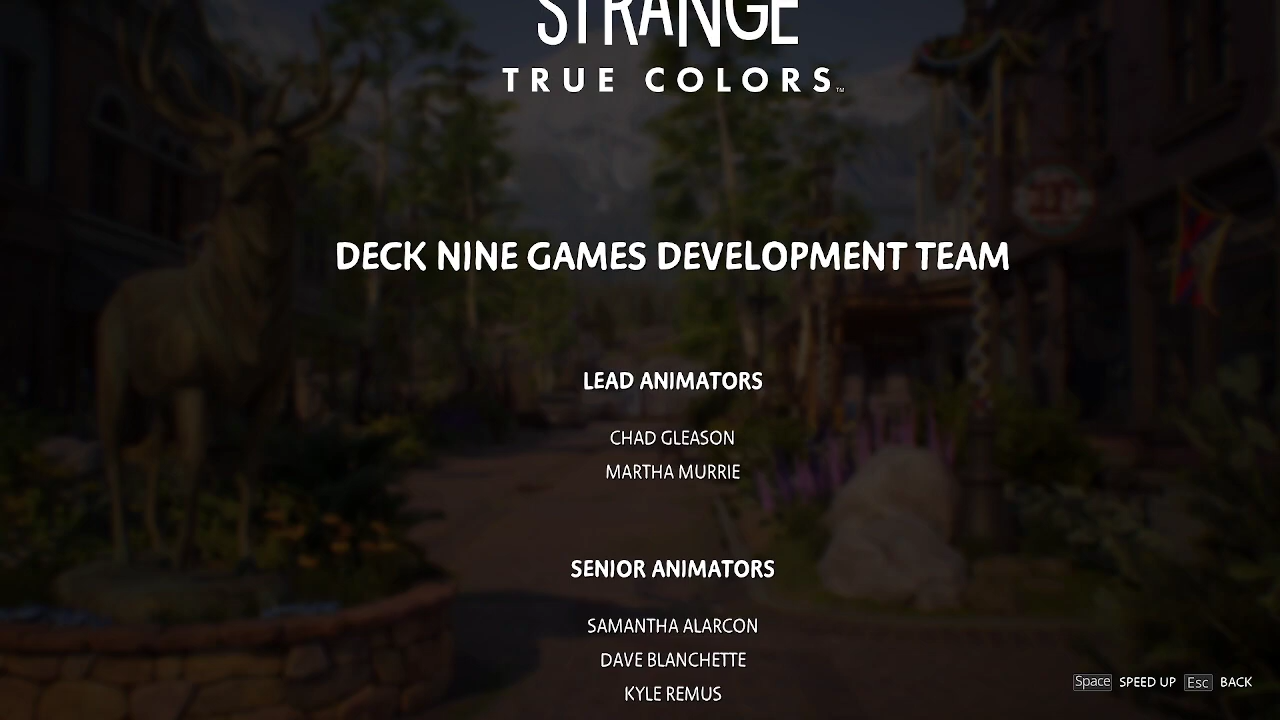 STRANGE
TRUE COLORS™
DECK NINE GAMES DEVELOPMENT TEAM
LEAD ANIMATORS
CHAD GLEASON
MARTHA MURRIE
SENIOR ANIMATORS
SAMANTHA ALARCON
DAVE BLANCHETTE
KYLE REMUS
Space SPEED UP Esc BACK